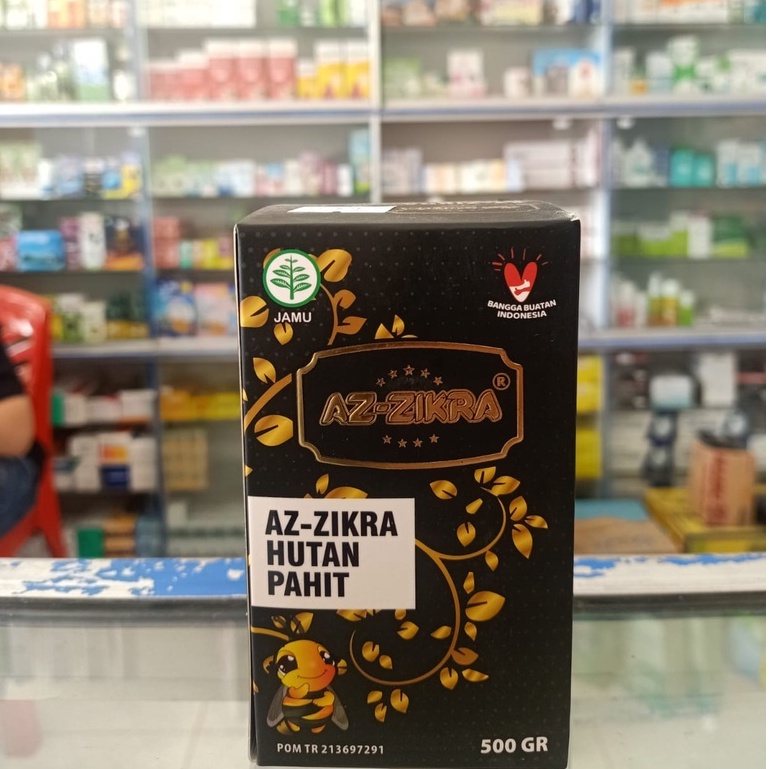 JAMU
BANGGA BUATAN
INDONESIA
AZ-ZIKRA®
AZ-ZIKRA
HUTAN
PAHIT
POM TR 213697291
500 GR